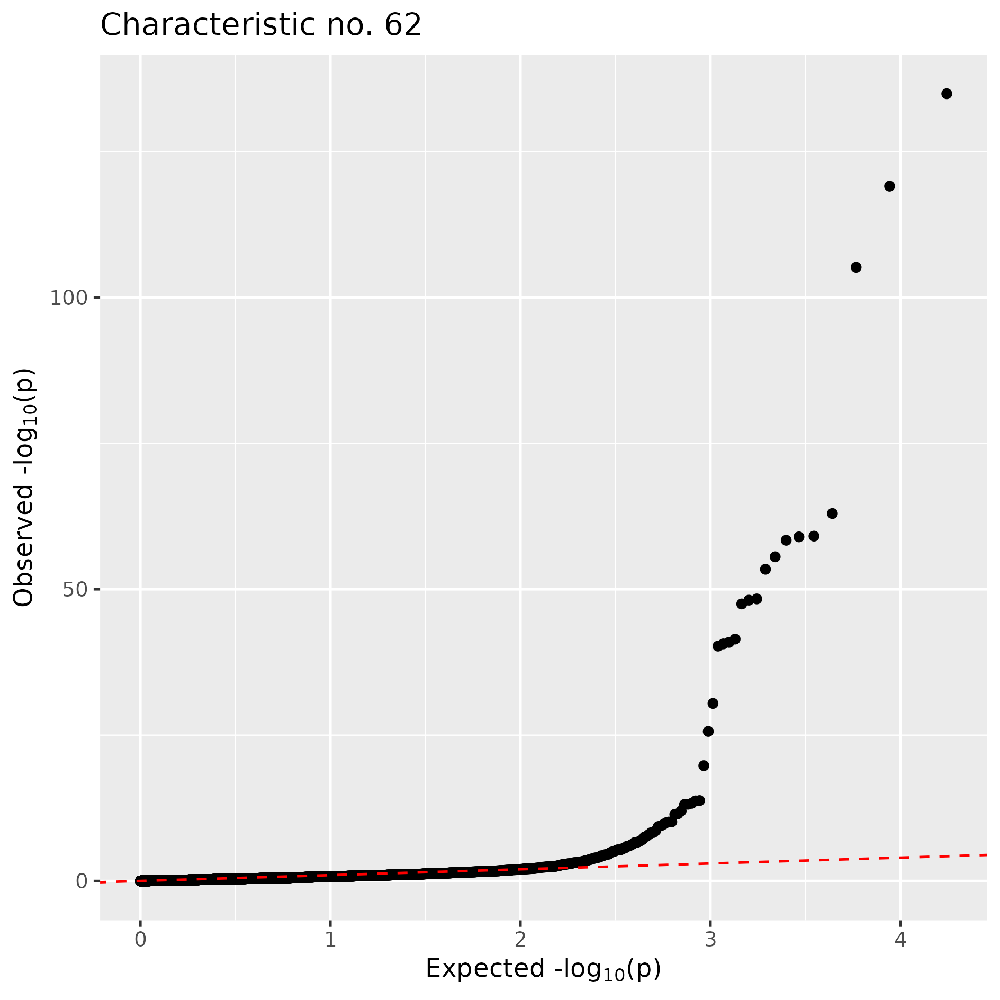 Characteristic no. 62
Observed -log₁₀(p)
100
50
0
0 1 2 3 4
Expected -log₁₀(p)